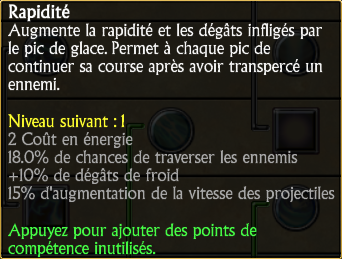 Rapidité
Augmente la rapidité et les dégâts infligés par
le pic de glace. Permet à chaque pic de
continuer sa course après avoir transpercé un
ennemi.
Niveau suivant : 1
2 Coût en énergie
18.0% de chances de traverser les ennemis
+10% de dégâts de froid
15% d'augmentation de la vitesse des projectiles
Appuyez pour ajouter des points de
compétence inutilisés.